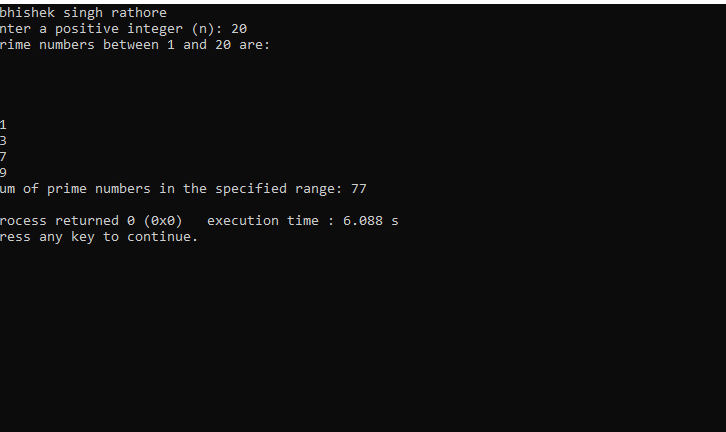 bhishek singh rathore
nter a positive integer (n): 20
rime numbers between 1 and 20 are:
1
3
7
9
um of prime numbers in the specified range: 77
rocess returned 0 (0x0)   execution time : 6.088 s
ress any key to continue.